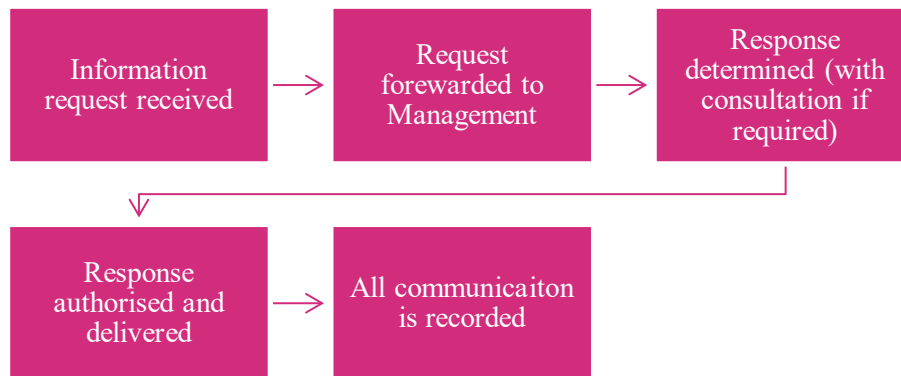 Information
request received
Request
forewarded to
Management
Response
determined (with
consultation if
required)
Response
authorised and
delivered
All communicaiton
is recorded